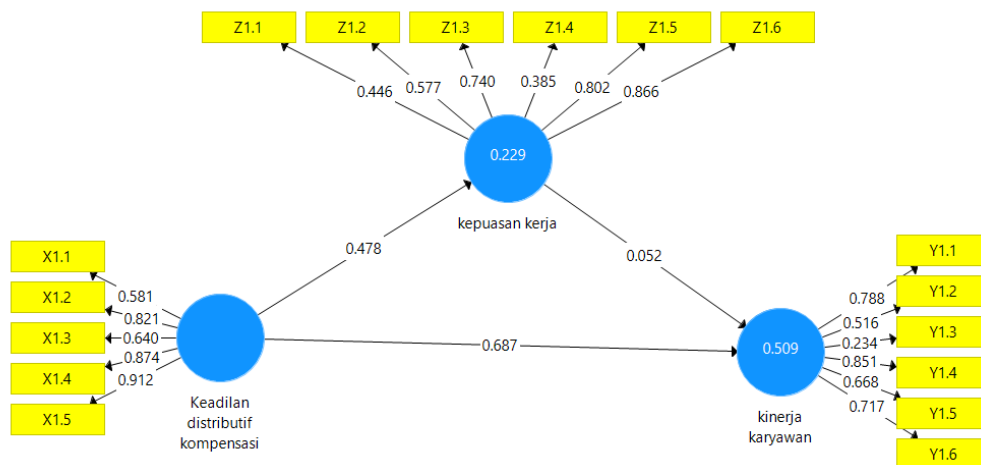 Z1.1
Z1.2
Z1.3
Z1.4
Z1.5
Z1.6
0.446
0.577
0.740
0.385
0.802
0.866
0.229
kepuasan kerja
0.478
0.052
X1.1
X1.2
X1.3
X1.4
X1.5
0.581
0.821
0.640
0.874
0.912
Keadilan
distributif
kompensasi
0.687
0.509
kinerja
karyawan
0.788
0.516
0.234
0.851
0.668
0.717
Y1.1
Y1.2
Y1.3
Y1.4
Y1.5
Y1.6